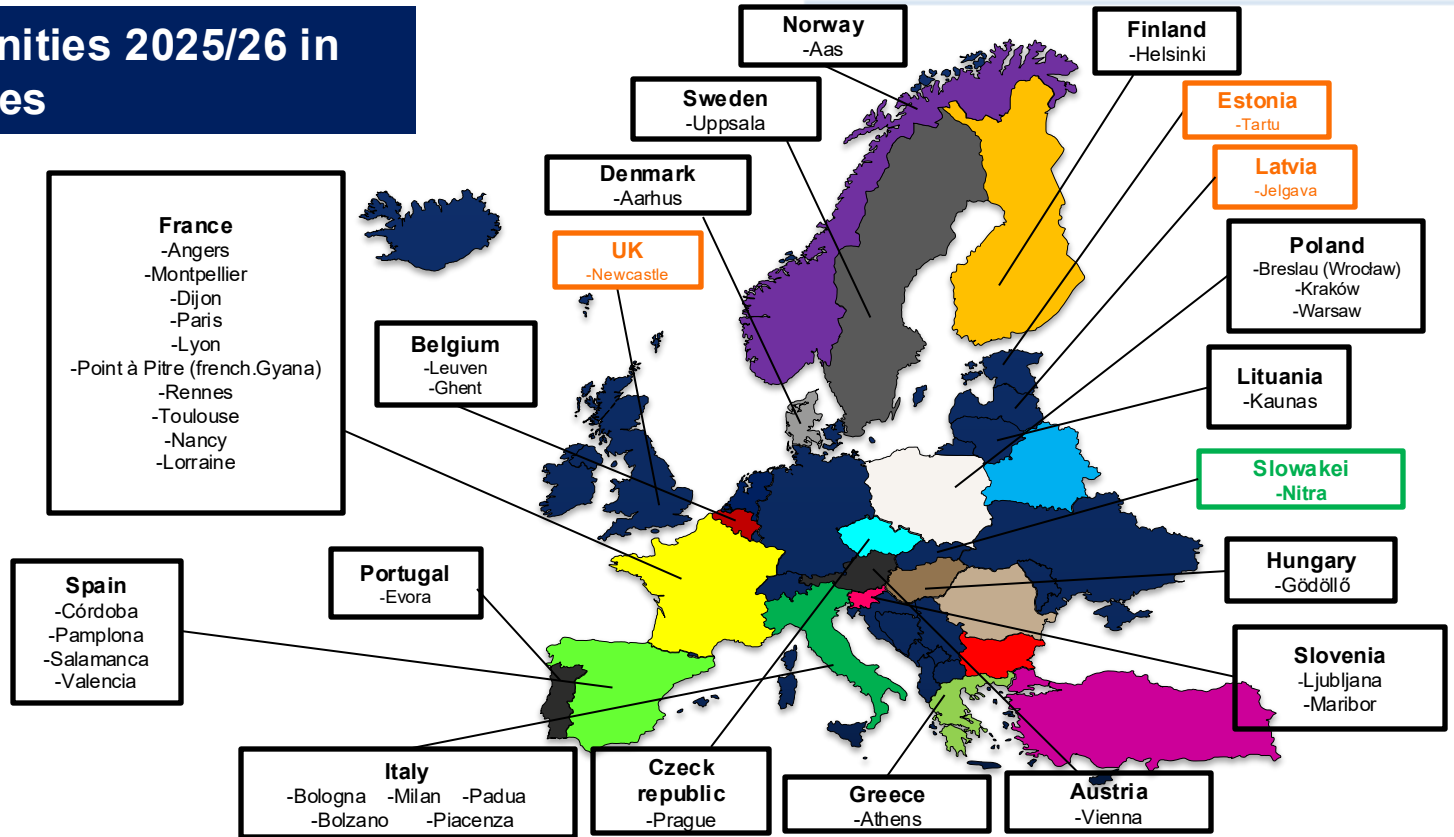 nities 2025/26 in
es
Norway
-Aas
Finland
-Helsinki
Sweden
-Uppsala
Estonia
-Tartu
Denmark
-Aarhus
Latvia
-Jelgava
France
-Angers
-Montpellier
-Dijon
-Paris
-Lyon
-Point à Pitre (french.Gyana)
-Rennes
-Toulouse
-Nancy
-Lorraine
UK
-Newcastle
Poland
-Breslau (Wrocław)
-Kraków
-Warsaw
Belgium
-Leuven
-Ghent
Lituania
-Kaunas
Slowakei
-Nitra
Hungary
-Gödöllő
Portugal
-Evora
Spain
-Córdoba
-Pamplona
-Salamanca
-Valencia
Slovenia
-Ljubljana
-Maribor
Italy
-Bologna -Milan -Padua
-Bolzano -Piacenza
Czeck
republic
-Prague
Greece
-Athens
Austria
-Vienna